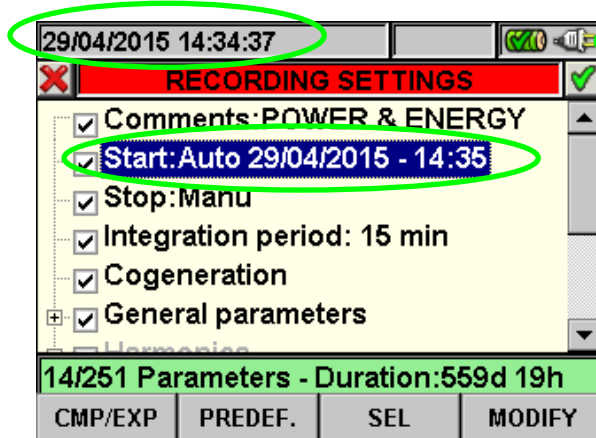 29/04/2015 14:34:37
RECORDING SETTINGS
Comments:POWER & ENERGY
Start:Auto 29/04/2015 - 14:35
Stop:Manu
Integration period: 15 min
Cogeneration
General parameters
Harmonics
14/251 Parameters - Duration:559d 19h
CMP/EXP PREDEF. SEL MODIFY